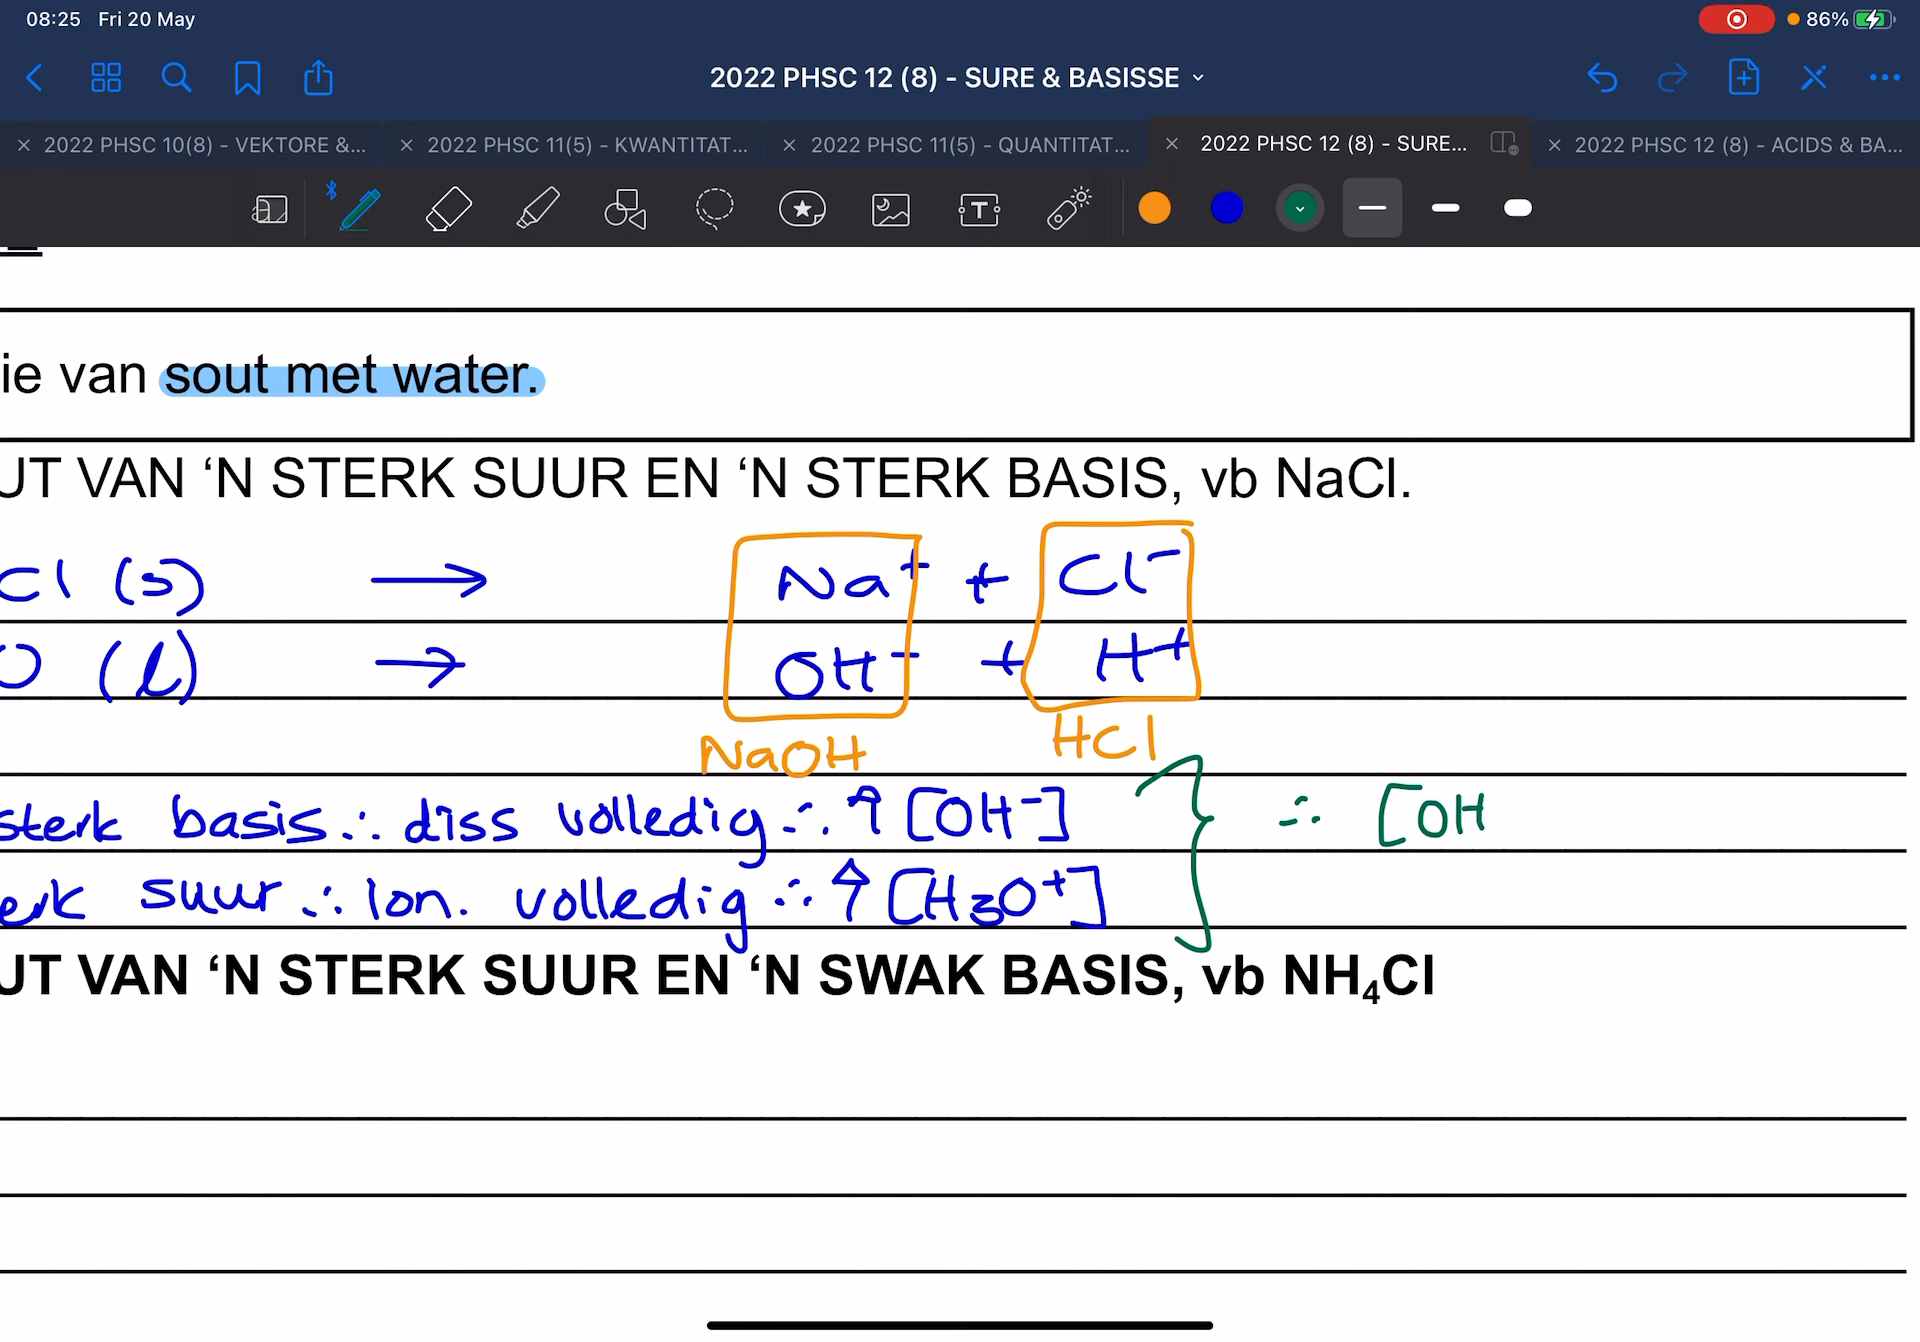 08:25 Fri 20 May 86%
2022 PHSC 12 (8) - SURE & BASISSE
2022 PHSC 10(8) - VEKTORE &... 2022 PHSC 11(5) - KWANTITAT... 2022 PHSC 11(5) - QUANTITAT... 2022 PHSC 12 (8) - SURE... 2022 PHSC 12 (8) - ACIDS & BA...
T
ie van sout met water.
UT VAN ‘N STERK SUUR EN ‘N STERK BASIS, vb NaCl.
Cl (s) → Na⁺ + Cl⁻
O (l) → OH⁻ + H⁺
NaOH HCl
sterk basis ∴ diss volledig ∴ ↑ [OH⁻] } ∴ [OH
erk suur ∴ Ion. volledig ∴ ↑ [H₃O⁺]
UT VAN ‘N STERK SUUR EN ‘N SWAK BASIS, vb NH₄Cl